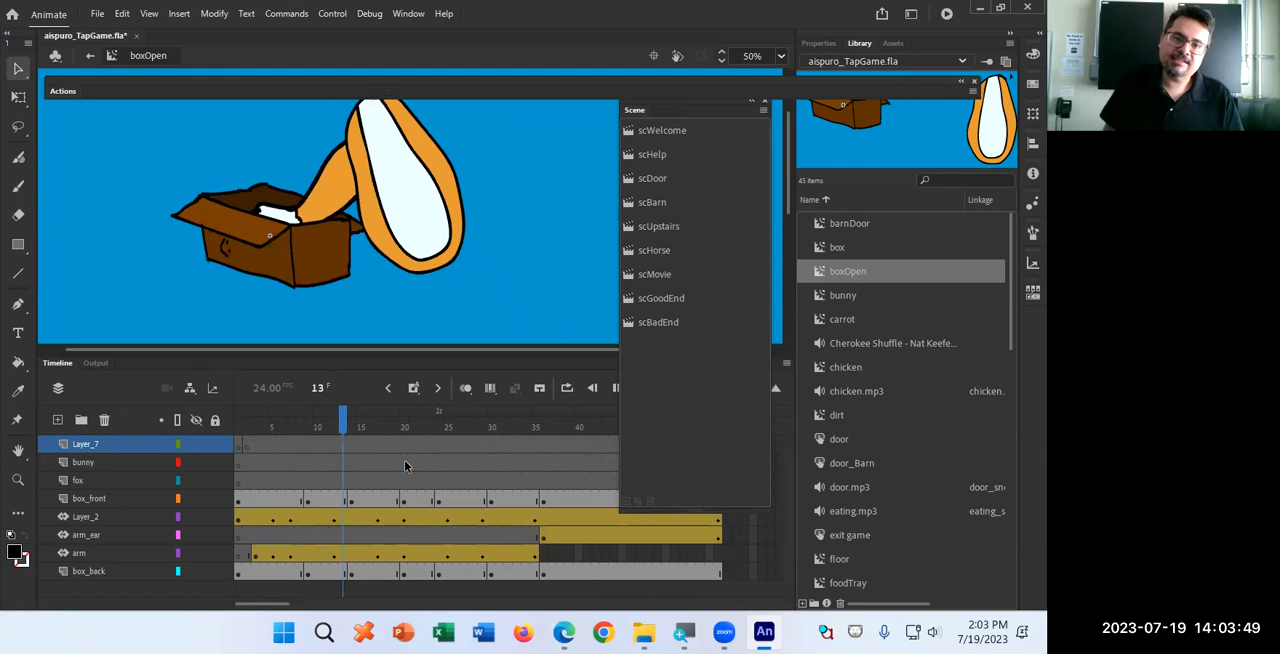 Animate
File
Edit
View
Insert
Modify
Text
Commands
Control
Debug
Window
Help
aispuro_TapGame.fla*
boxOpen
50%
Actions
Scene
scWelcome
scHelp
scDoor
scBarn
scUpstairs
scHorse
scMovie
scGoodEnd
scBadEnd
Properties
Library
Assets
aispuro_TapGame.fla
45 items
Name
Linkage
barnDoor
box
boxOpen
bunny
carrot
Cherokee Shuffle - Nat Keefe...
chicken
chicken.mp3
chicken.
dirt
door
door_Barn
door.mp3
door_sn
eating.mp3
eating_s
exit game
floor
foodTray
Timeline
Output
24.00 FPS
13 F
1s
5
10
15
20
25
30
35
40
Layer_7
bunny
fox
box_front
Layer_2
arm_ear
arm
box_back
2:03 PM
7/19/2023
2023-07-19 14:03:49